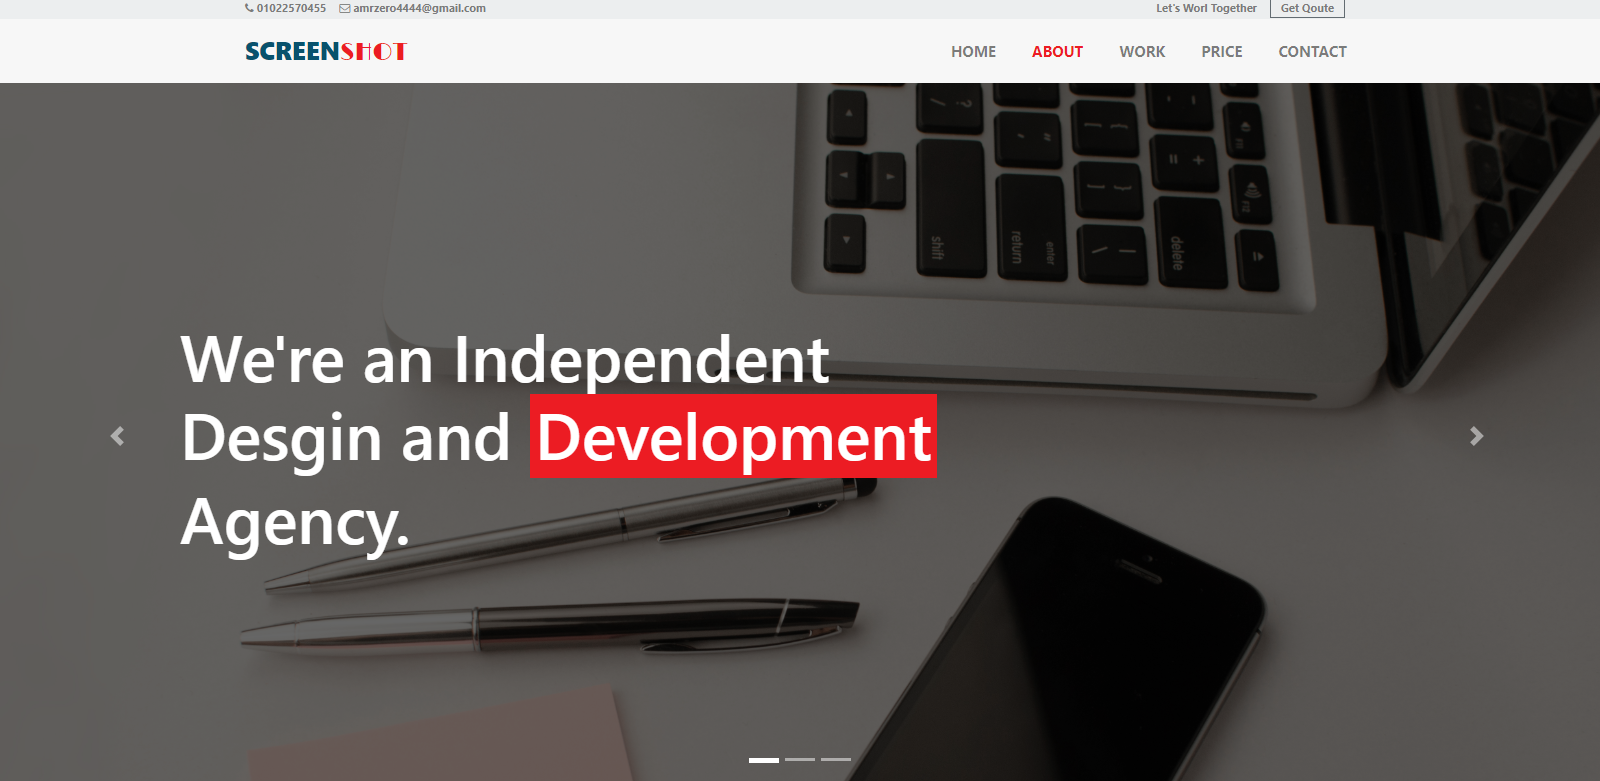 01022570455 amrzero4444@gmail.com Let's Worl Together Get Qoute
SCREENSHOT HOME ABOUT WORK PRICE CONTACT
We're an Independent
Desgin and Development
Agency.
shift
return
enter
delete